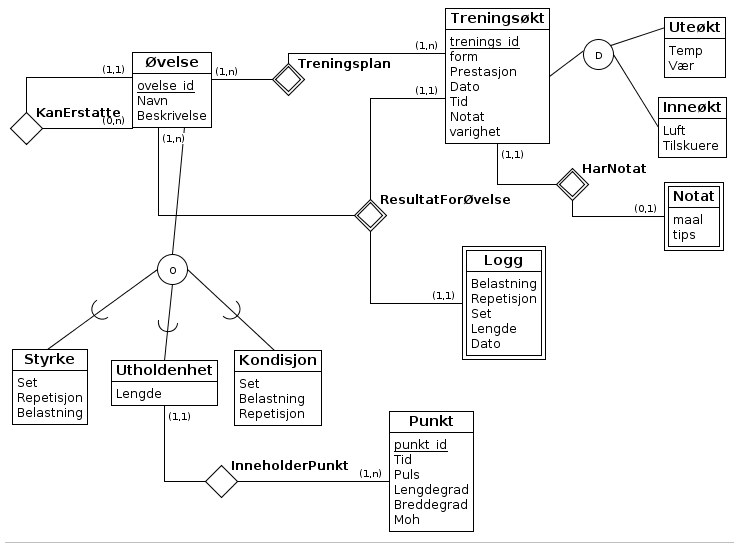 Treningsøkt
trenings_id
form
Prestasjon
Dato
Tid
Notat
varighet
Uteøkt
Temp
Vær
Inneøkt
Luft
Tilskuere
D
Øvelse
ovelse_id
Navn
Beskrivelse
(1,n)
Treningsplan
(1,n)
(1,1)
(1,1)
KanErstatte
(0,n)
(1,n)
(1,1)
HarNotat
(0,1)
Notat
maal
tips
ResultatForØvelse
(1,1)
Logg
Belastning
Repetisjon
Set
Lengde
Dato
o
Styrke
Set
Repetisjon
Belastning
Utholdenhet
Lengde
Kondisjon
Set
Belastning
Repetisjon
(1,1)
InneholderPunkt
(1,n)
Punkt
punkt_id
Tid
Puls
Lengdegrad
Breddegrad
Moh